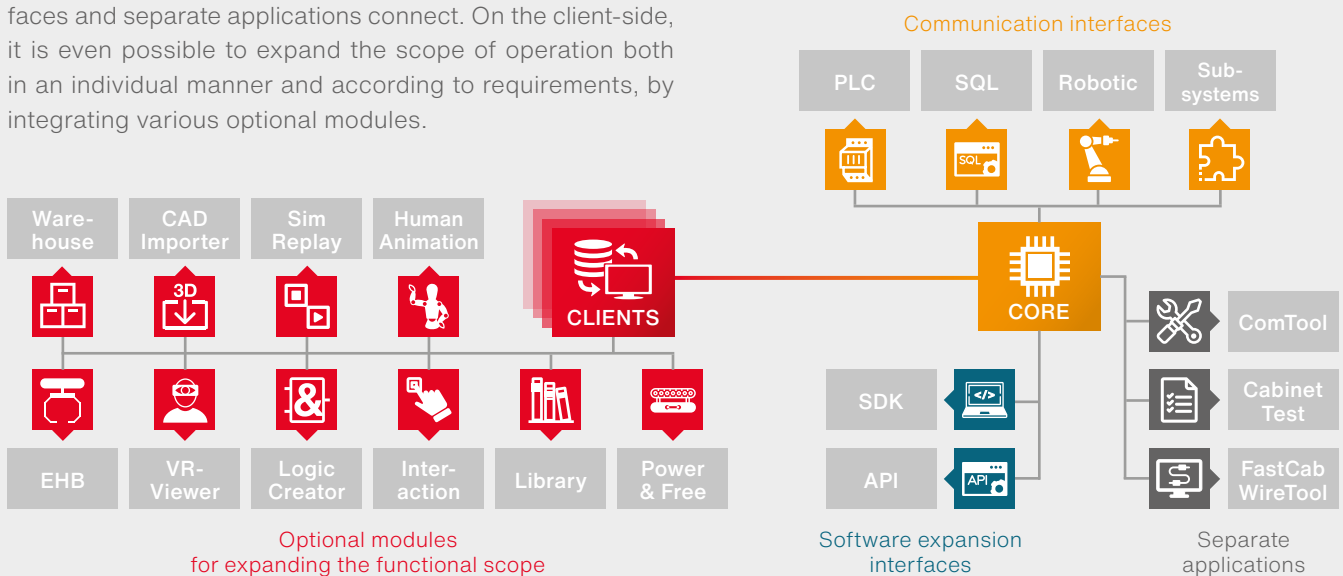 faces and separate applications connect. On the client-side,
it is even possible to expand the scope of operation both
in an individual manner and according to requirements, by
integrating various optional modules.
Communication interfaces
PLC
SQL
Robotic
Sub-
systems
SQL
Ware-
house
CAD
Importer
Sim
Replay
Human
Animation
3D
CLIENTS
CORE
ComTool
&
</>
SDK
Cabinet
Test
EHB
VR-
Viewer
Logic
Creator
Inter-
action
Library
Power
& Free
API
API
FastCab
WireTool
Optional modules
for expanding the functional scope
Software expansion
interfaces
Separate
applications